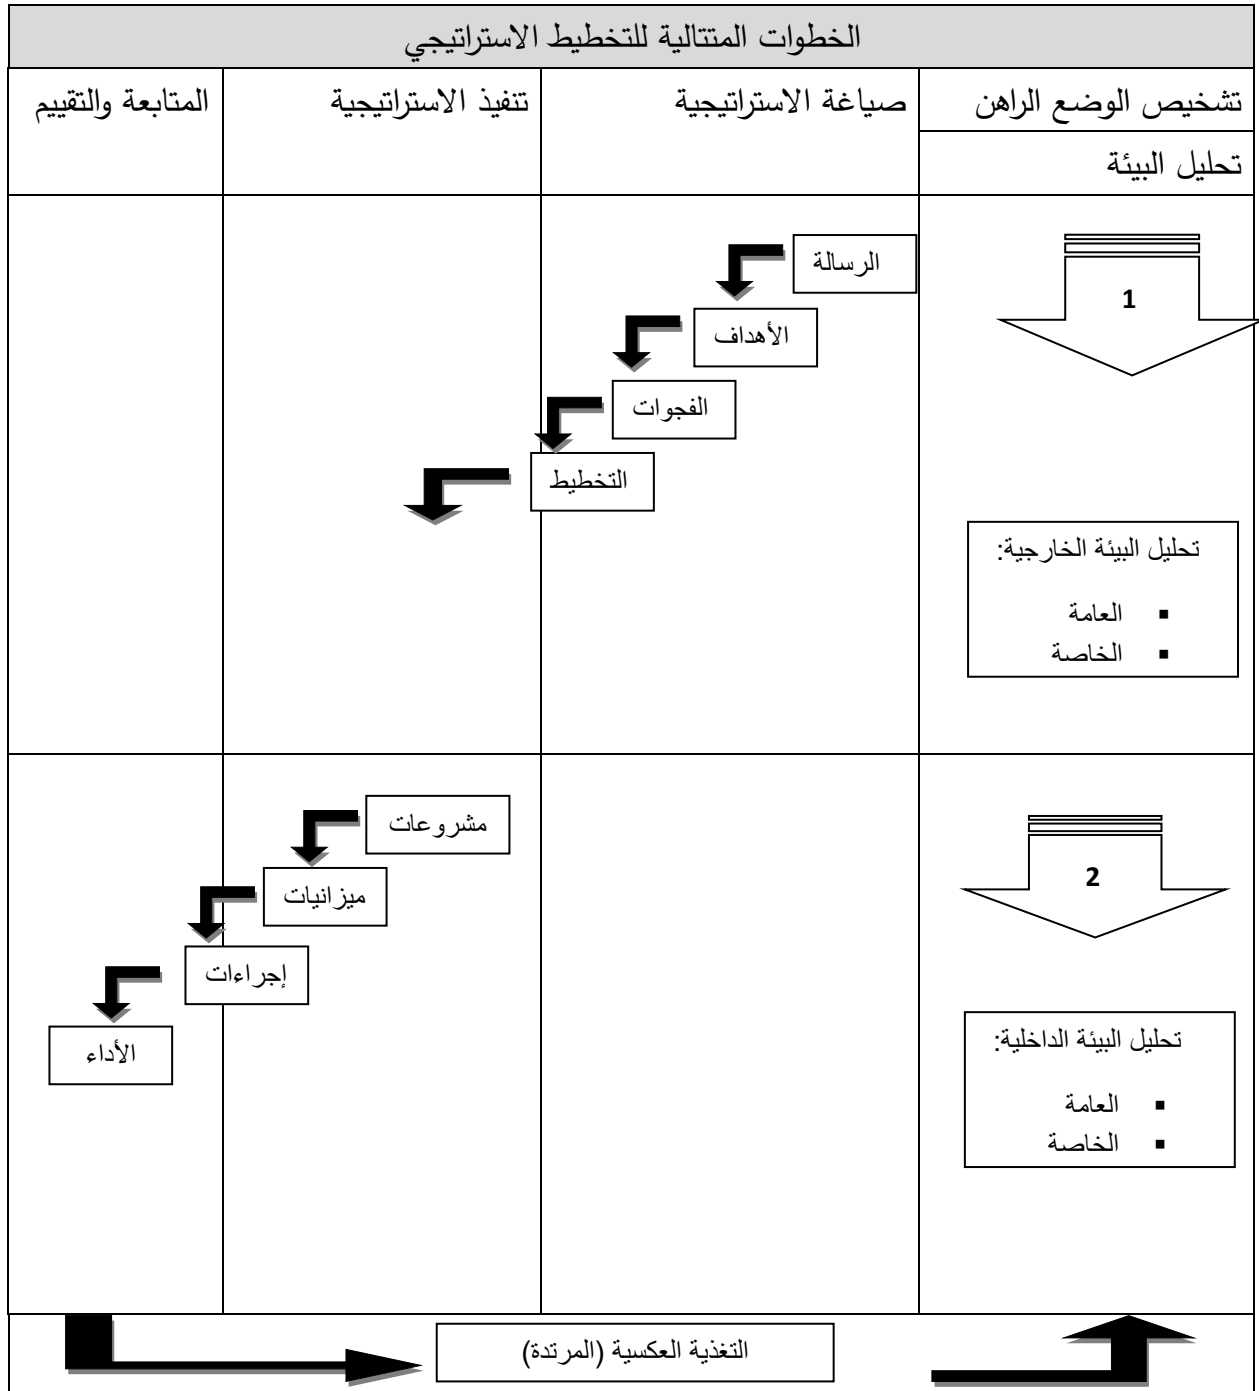 الخطوات المتتالية للتخطيط الاستراتيجي
تشخيص الوضع الراهن
صياغة الاستراتيجية
تنفيذ الاستراتيجية
المتابعة والتقييم
تحليل البيئة
1
الرسالة
الأهداف
الفجوات
التخطيط
تحليل البيئة الخارجية:
▪ العامة
▪ الخاصة
2
مشروعات
ميزانيات
إجراءات
الأداء
تحليل البيئة الداخلية:
▪ العامة
▪ الخاصة
التغذية العكسية (المرتدة)